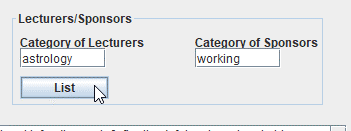 Lecturers/Sponsors
Category of Lecturers Category of Sponsors
astrology working
List